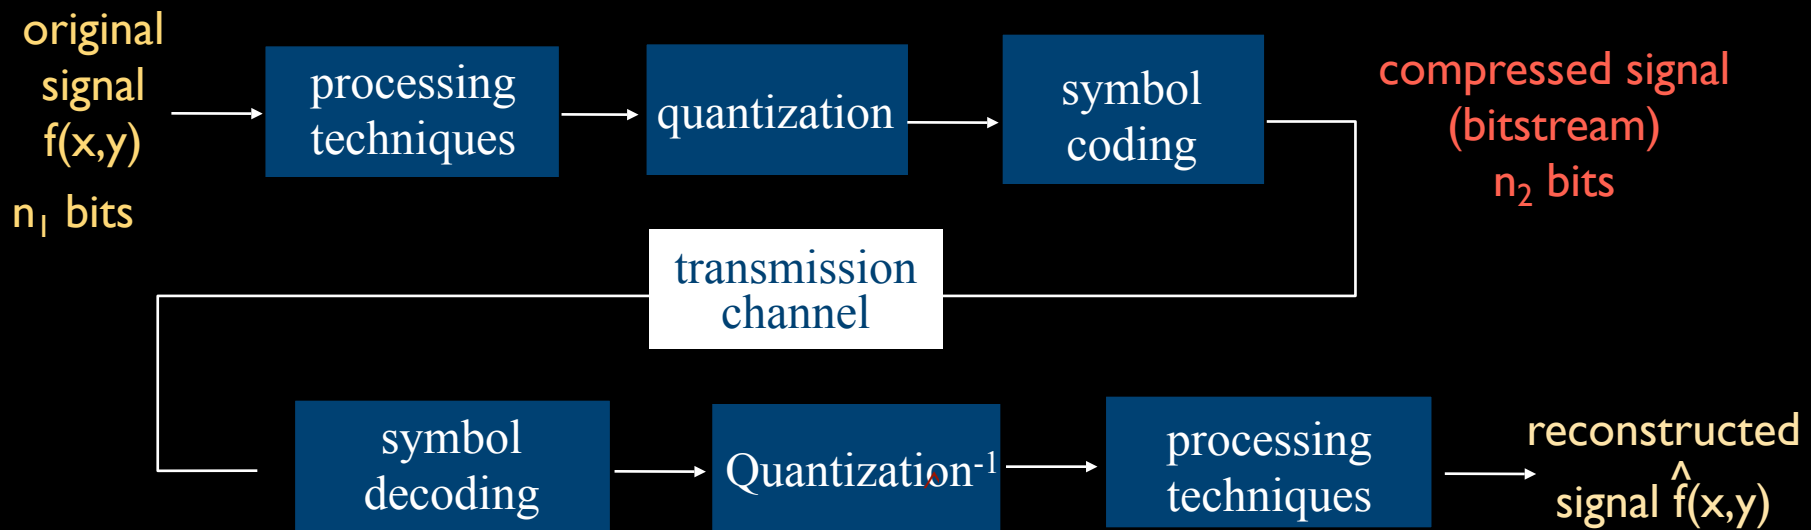 original
signal
f(x,y)
n₁ bits
processing
techniques
quantization
symbol
coding
compressed signal
(bitstream)
n₂ bits
transmission
channel
symbol
decoding
Quantization⁻¹
processing
techniques
reconstructed
signal f̂(x,y)